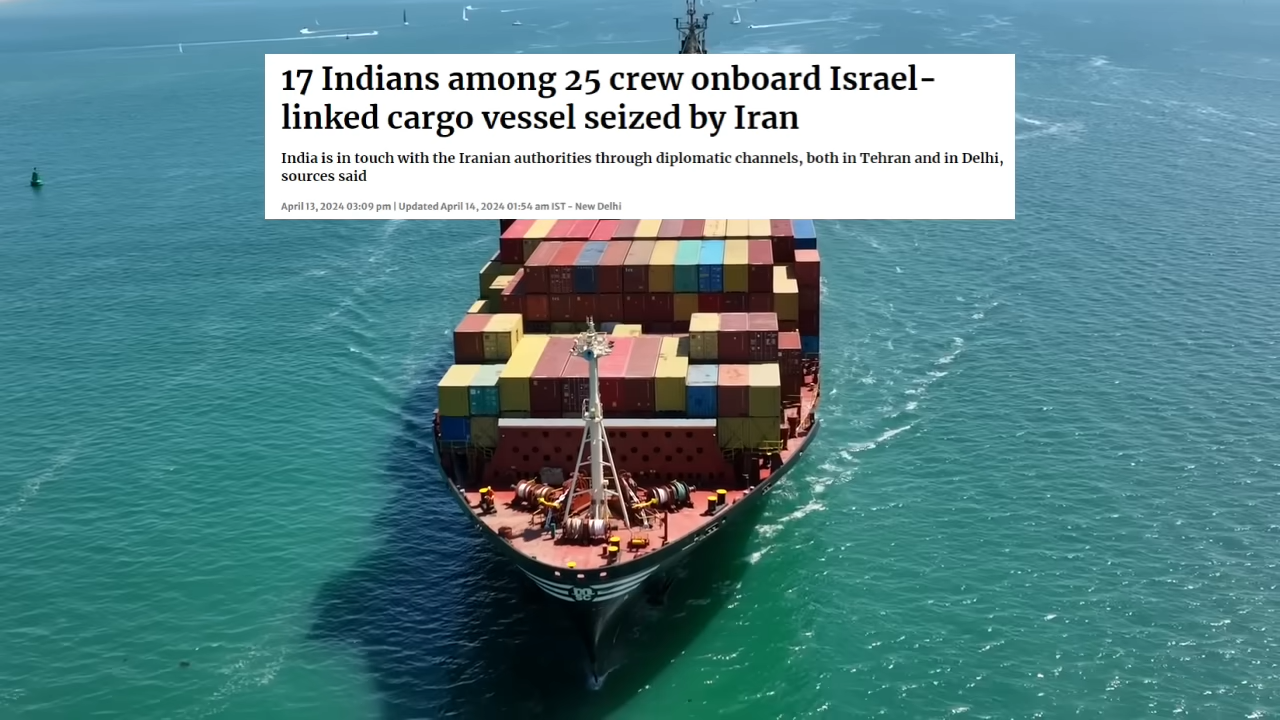 17 Indians among 25 crew onboard Israel-
linked cargo vessel seized by Iran
India is in touch with the Iranian authorities through diplomatic channels, both in Tehran and in Delhi,
sources said
April 13, 2024 03:09 pm | Updated April 14, 2024 01:54 am IST - New Delhi